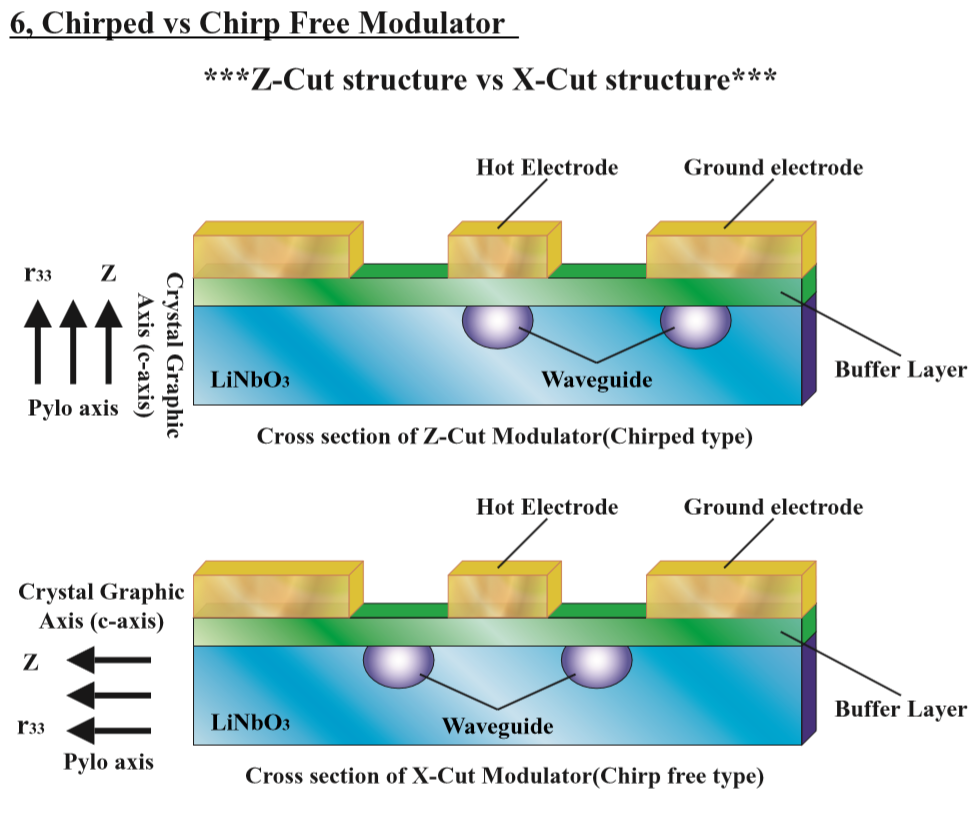 6, Chirped vs Chirp Free Modulator
***Z-Cut structure vs X-Cut structure***
Hot Electrode
Ground electrode
r33
Z
Pylo axis
Crystal Graphic
Axis (c-axis)
LiNbO3
Waveguide
Buffer Layer
Cross section of Z-Cut Modulator(Chirped type)
Hot Electrode
Ground electrode
Crystal Graphic
Axis (c-axis)
Z
r33
Pylo axis
LiNbO3
Waveguide
Buffer Layer
Cross section of X-Cut Modulator(Chirp free type)